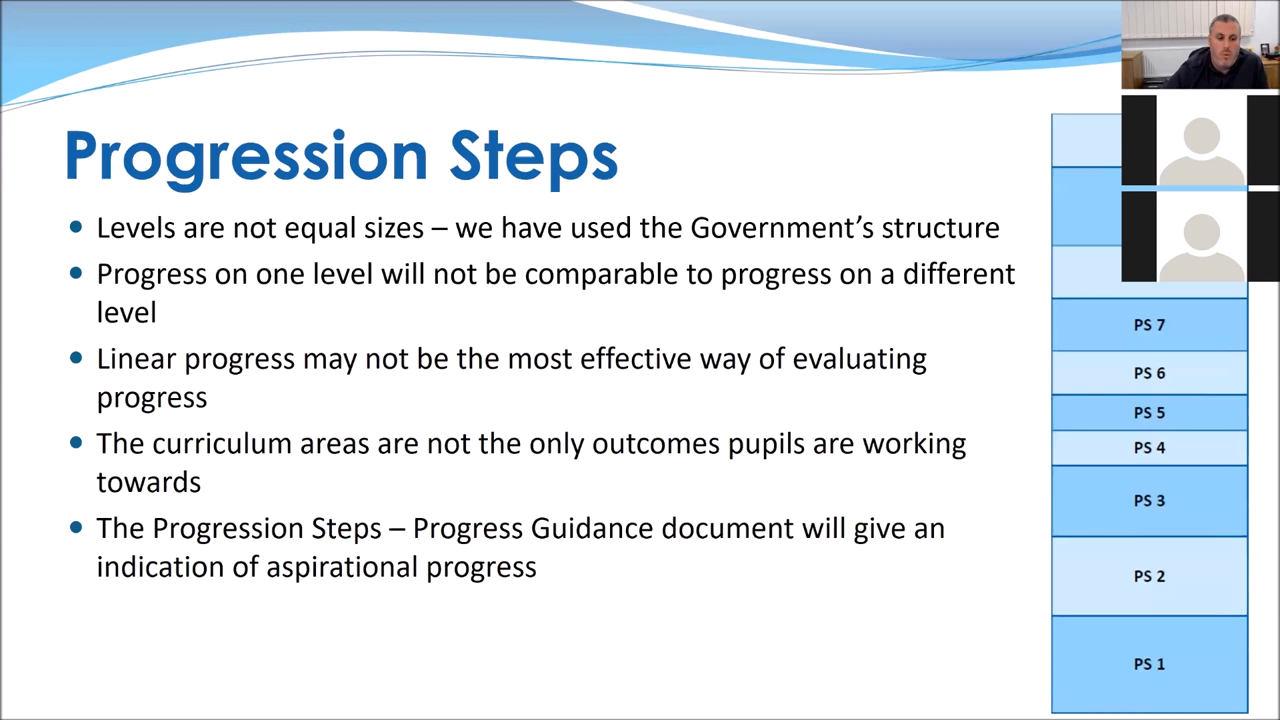 Progression Steps
• Levels are not equal sizes – we have used the Government’s structure
• Progress on one level will not be comparable to progress on a different
level
• Linear progress may not be the most effective way of evaluating
progress
• The curriculum areas are not the only outcomes pupils are working
towards
• The Progression Steps – Progress Guidance document will give an
indication of aspirational progress
PS 7
PS 6
PS 5
PS 4
PS 3
PS 2
PS 1